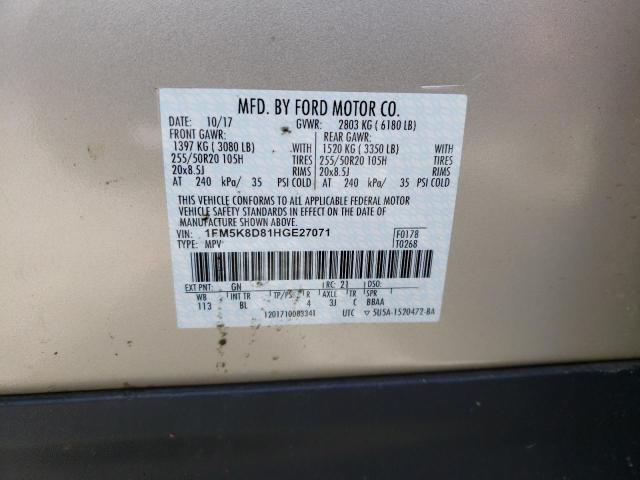 MFD. BY FORD MOTOR CO.
DATE: 10/17 GVWR: 2803 KG ( 6180 LB)
FRONT GAWR: REAR GAWR:
1397 KG ( 3080 LB) WITH 1520 KG ( 3350 LB) WITH
255/50R20 105H TIRES 255/50R20 105H TIRES
20x8.5J RIMS 20x8.5J RIMS
AT 240 kPa/ 35 PSI COLD AT 240 kPa/ 35 PSI COLD
THIS VEHICLE CONFORMS TO ALL APPLICABLE FEDERAL MOTOR
VEHICLE SAFETY STANDARDS IN EFFECT ON THE DATE OF
MANUFACTURE SHOWN ABOVE.
VIN: 1FM5K8D81HGE27071 F0178
TYPE: MPV T0268
EXT PNT: GN RC: 21 DSO:
WB INT TR TP/PS R AXLE TR SPR
113 BL 4 3J C BBAA
1201710083341 UTC ▽ 5U5A-1520472-BA